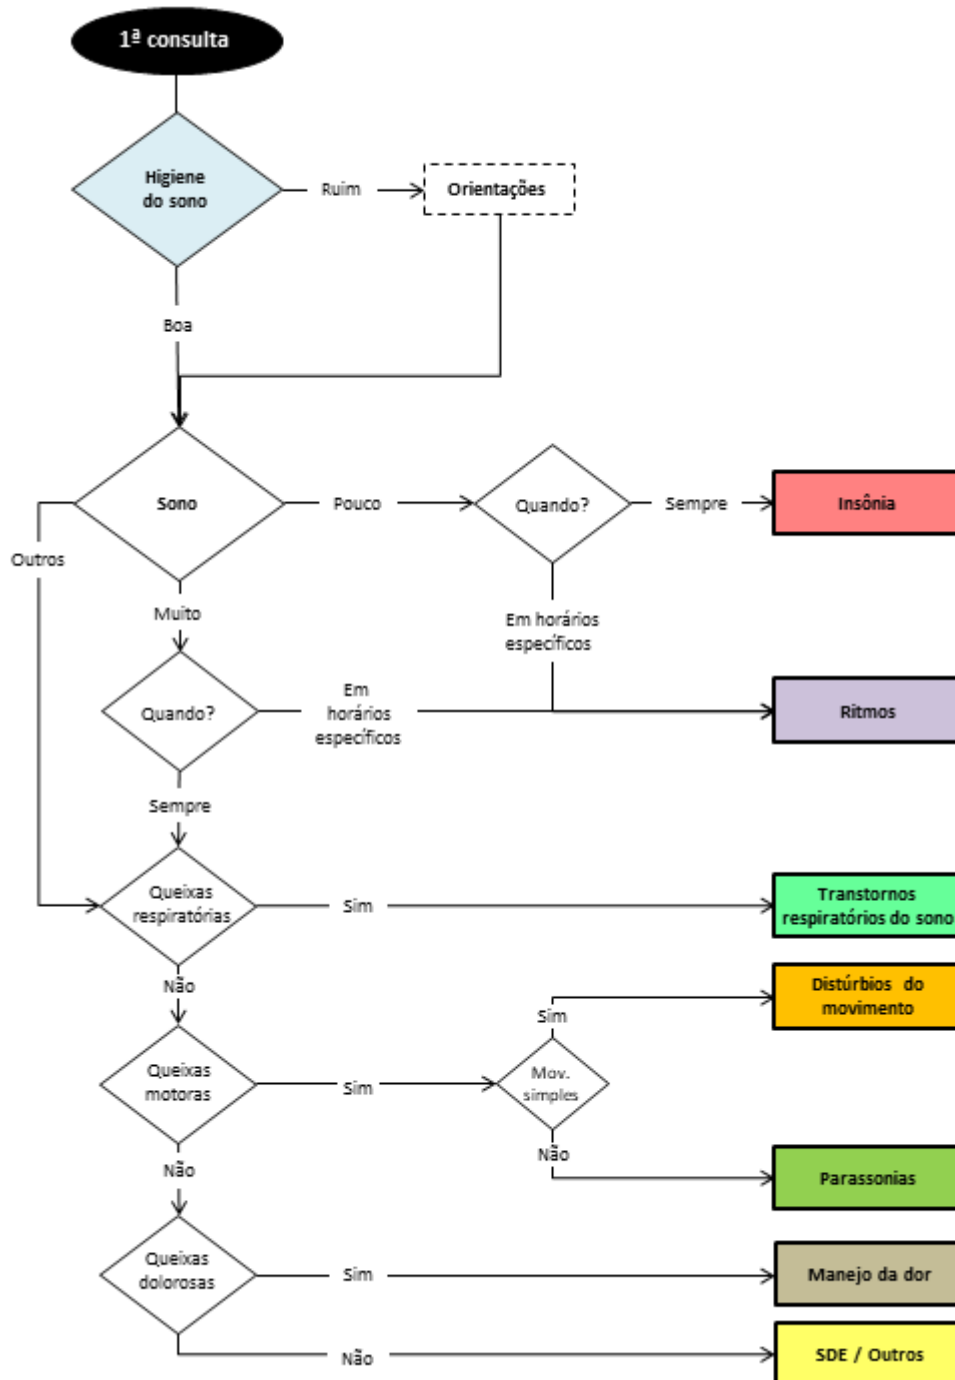 1ª consulta
Higiene
do sono
Ruim
Orientações
Boa
Sono
Pouco
Quando?
Sempre
Insônia
Outros
Muito
Em horários
específicos
Quando?
Em
horários
específicos
Ritmos
Sempre
Queixas
respiratórias
Sim
Transtornos
respiratórios do sono
Não
Distúrbios do
movimento
Sim
Queixas
motoras
Sim
Mov.
simples
Não
Não
Parassonias
Queixas
dolorosas
Sim
Manejo da dor
Não
SDE / Outros